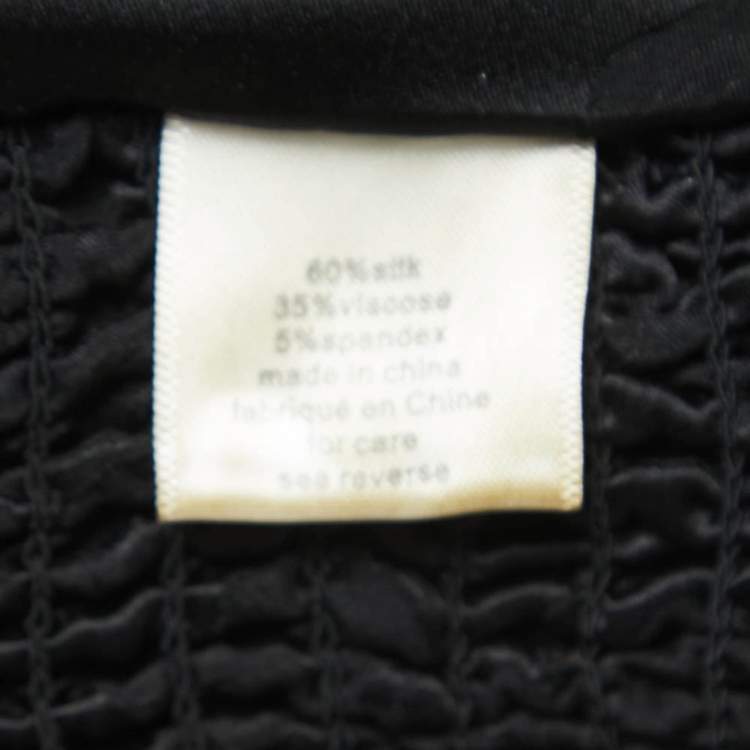 60%silk
35%viscose
5%spandex
made in china
fabriqué en Chine
for care
see reverse